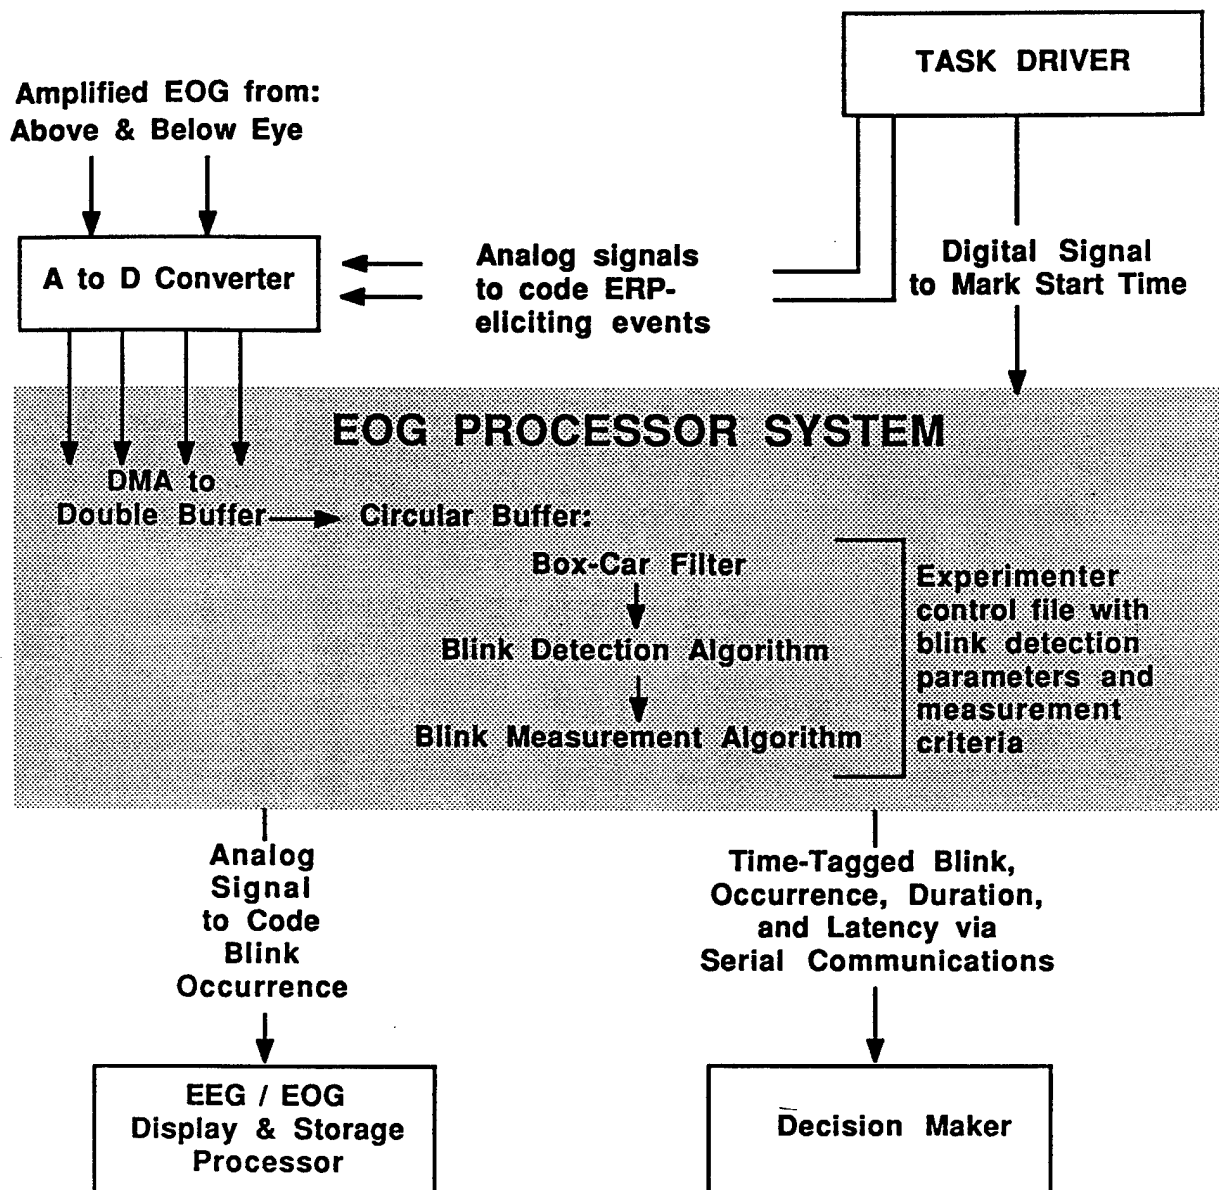 TASK DRIVER
Amplified EOG from:
Above & Below Eye
A to D Converter
Analog signals
to code ERP-
eliciting events
Digital Signal
to Mark Start Time
EOG PROCESSOR SYSTEM
DMA to
Double Buffer
Circular Buffer:
Box-Car Filter
Blink Detection Algorithm
Blink Measurement Algorithm
Experimenter
control file with
blink detection
parameters and
measurement
criteria
Analog
Signal
to Code
Blink
Occurrence
Time-Tagged Blink,
Occurrence, Duration,
and Latency via
Serial Communications
EEG / EOG
Display & Storage
Processor
Decision Maker